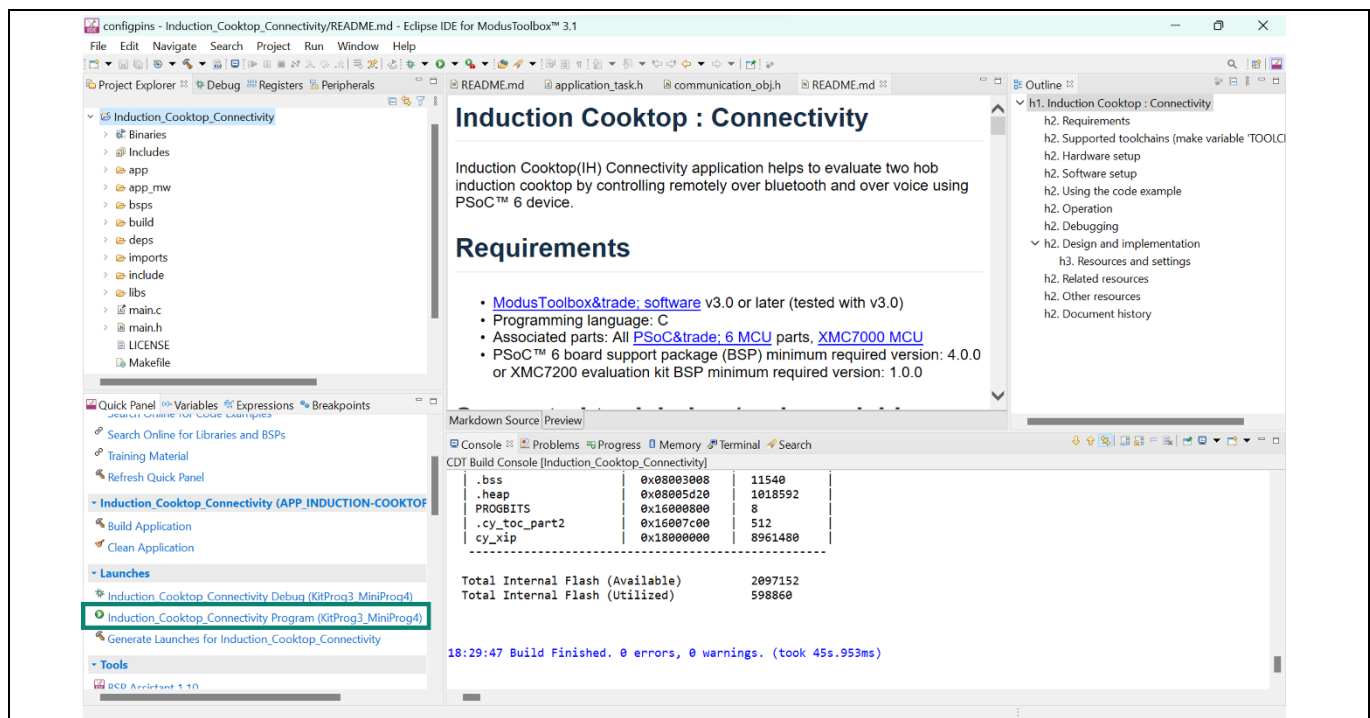 configpins - Induction_Cooktop_Connectivity/README.md - Eclipse IDE for ModusToolbox™ 3.1
File Edit Navigate Search Project Run Window Help
Project Explorer Debug Registers Peripherals
Induction_Cooktop_Connectivity
Binaries
Includes
app
app_mw
bsps
build
deps
imports
include
libs
main.c
main.h
LICENSE
Makefile
README.md application_task.h communication_obj.h README.md
Induction Cooktop : Connectivity
Induction Cooktop(IH) Connectivity application helps to evaluate two hob
induction cooktop by controlling remotely over bluetooth and over voice using
PSoC™ 6 device.
Requirements
• ModusToolbox&trade; software v3.0 or later (tested with v3.0)
• Programming language: C
• Associated parts: All PSoC&trade; 6 MCU parts, XMC7000 MCU
• PSoC™ 6 board support package (BSP) minimum required version: 4.0.0
or XMC7200 evaluation kit BSP minimum required version: 1.0.0
Markdown Source Preview
Outline
h1. Induction Cooktop : Connectivity
h2. Requirements
h2. Supported toolchains (make variable 'TOOLCI
h2. Hardware setup
h2. Software setup
h2. Using the code example
h2. Operation
h2. Debugging
h2. Design and implementation
h3. Resources and settings
h2. Related resources
h2. Other resources
h2. Document history
Quick Panel Variables Expressions Breakpoints
Search Online for Code Examples
Search Online for Libraries and BSPs
Training Material
Refresh Quick Panel
Induction_Cooktop_Connectivity (APP_INDUCTION-COOKTOP
Build Application
Clean Application
Launches
Induction_Cooktop_Connectivity Debug (KitProg3_MiniProg4)
Induction_Cooktop_Connectivity Program (KitProg3_MiniProg4)
Generate Launches for Induction_Cooktop_Connectivity
Tools
BSP Assistant 1.10
Console Problems Progress Memory Terminal Search
CDT Build Console [Induction_Cooktop_Connectivity]
| .bss | 0x08003008 | 11540 |
| .heap | 0x08005d20 | 1018592 |
| PROGBITS | 0x16000800 | 8 |
| .cy_toc_part2 | 0x16007c00 | 512 |
| cy_xip | 0x18000000 | 8961480 |
-----------------------------------------------------
Total Internal Flash (Available) 2097152
Total Internal Flash (Utilized) 598860
18:29:47 Build Finished. 0 errors, 0 warnings. (took 45s.953ms)